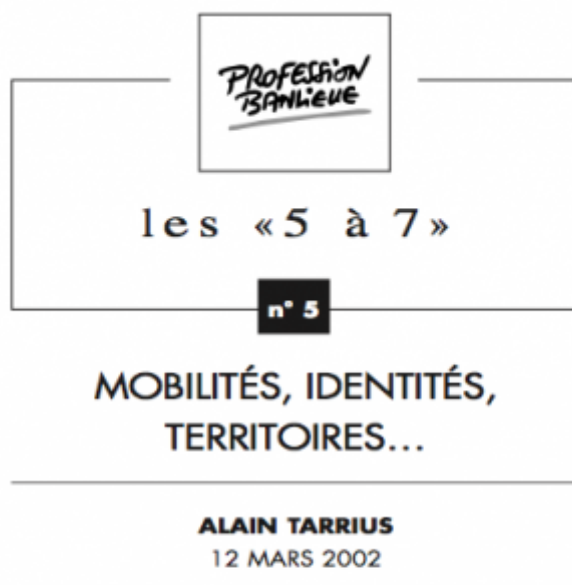 PROFESSION
BANLIEUE
les «5 à 7»
n° 5
MOBILITÉS, IDENTITÉS,
TERRITOIRES…
ALAIN TARRIUS
12 MARS 2002